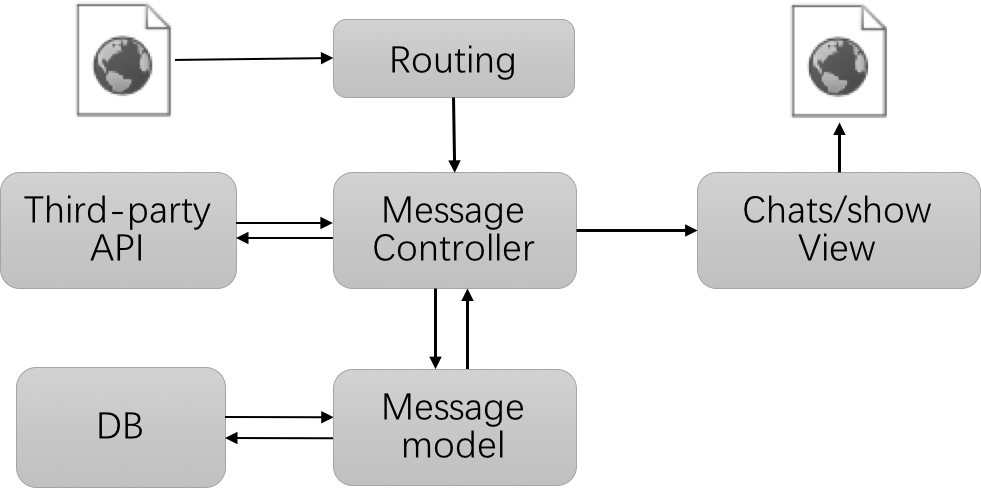 Routing
Third-party
API
Message
Controller
Chats/show
View
DB
Message
model